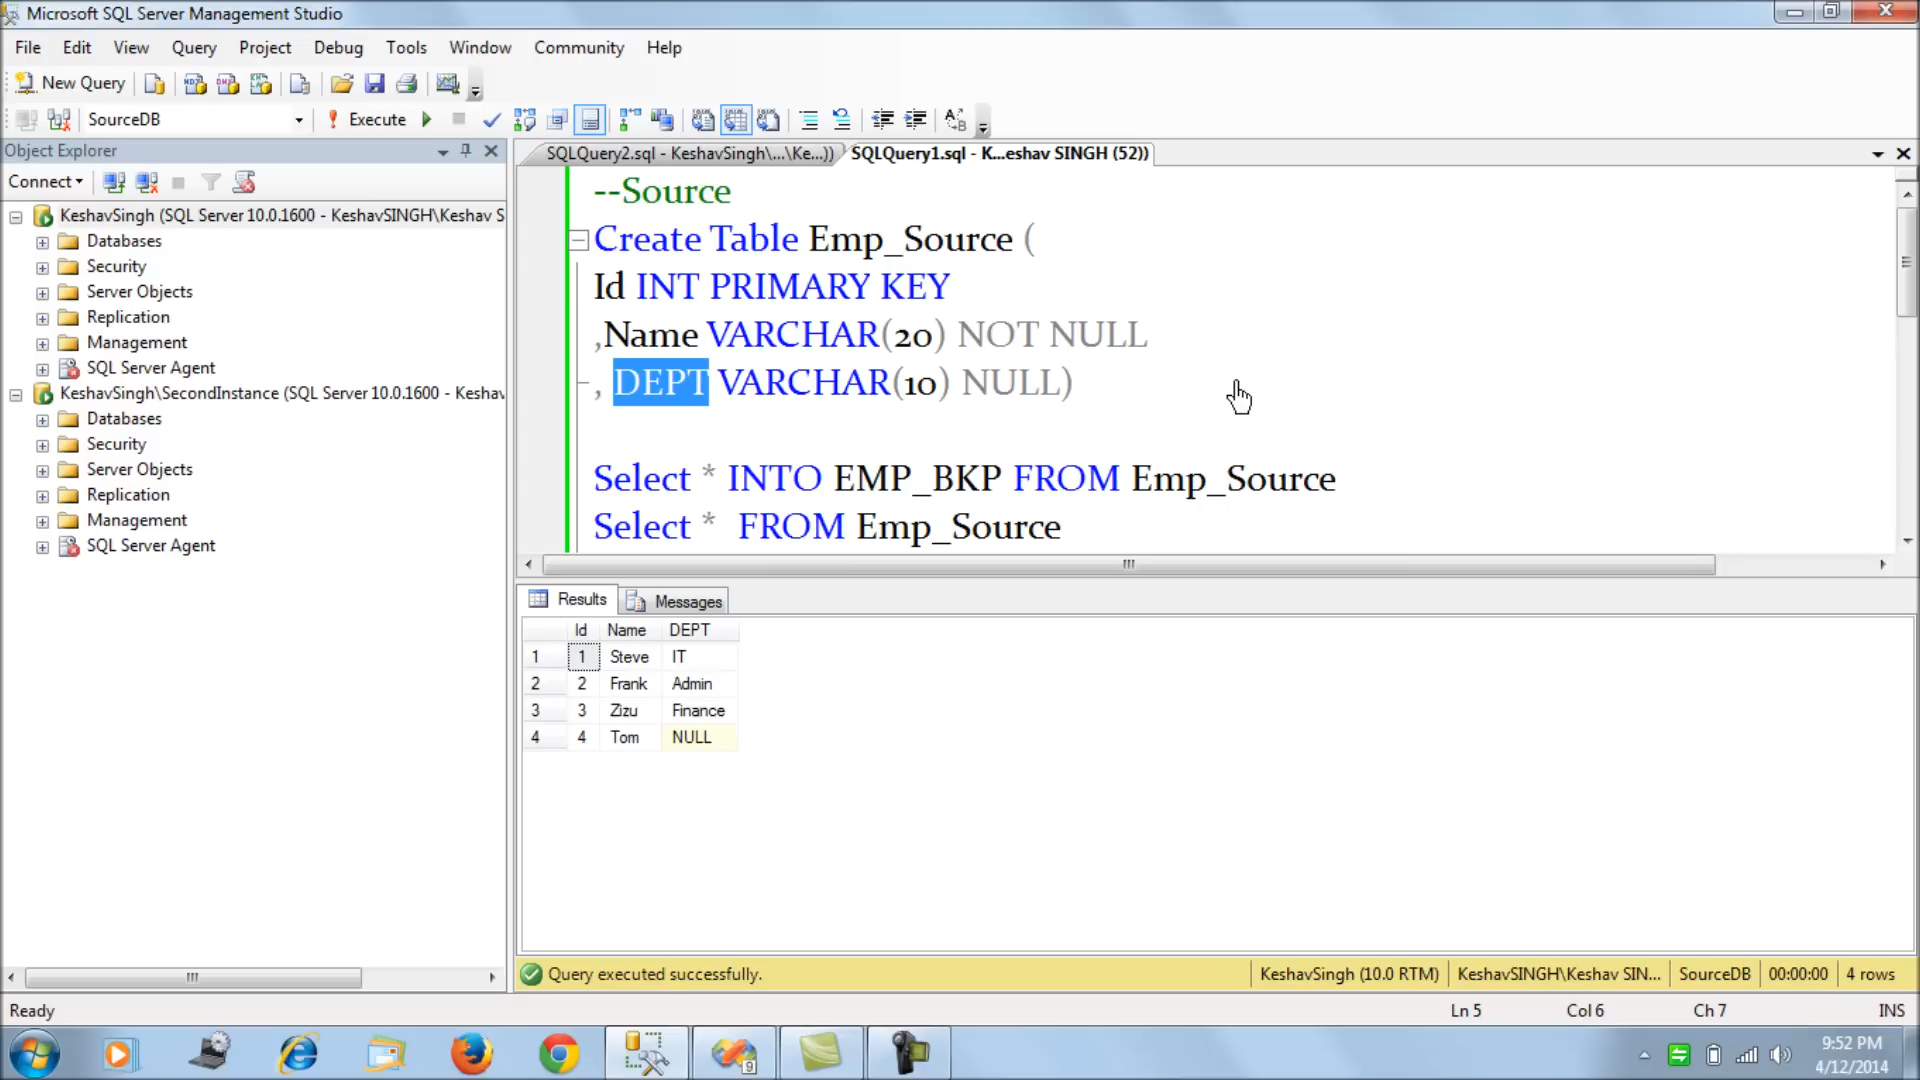 Microsoft SQL Server Management Studio
File Edit View Query Project Debug Tools Window Community Help
New Query
SourceDB Execute
Object Explorer
Connect
KeshavSingh (SQL Server 10.0.1600 - KeshavSINGH\Keshav S
Databases
Security
Server Objects
Replication
Management
SQL Server Agent
KeshavSingh\SecondInstance (SQL Server 10.0.1600 - Keshav
Databases
Security
Server Objects
Replication
Management
SQL Server Agent
SQLQuery2.sql - KeshavSingh\...\Ke...)) SQLQuery1.sql - K...eshav SINGH (52))
--Source
Create Table Emp_Source (
Id INT PRIMARY KEY
,Name VARCHAR(20) NOT NULL
, DEPT VARCHAR(10) NULL)
Select * INTO EMP_BKP FROM Emp_Source
Select * FROM Emp_Source
Results Messages
Id Name DEPT
1 1 Steve IT
2 2 Frank Admin
3 3 Zizu Finance
4 4 Tom NULL
Query executed successfully. KeshavSingh (10.0 RTM) KeshavSINGH\Keshav SIN... SourceDB 00:00:00 4 rows
Ready Ln 5 Col 6 Ch 7 INS
9
9:52 PM
4/12/2014